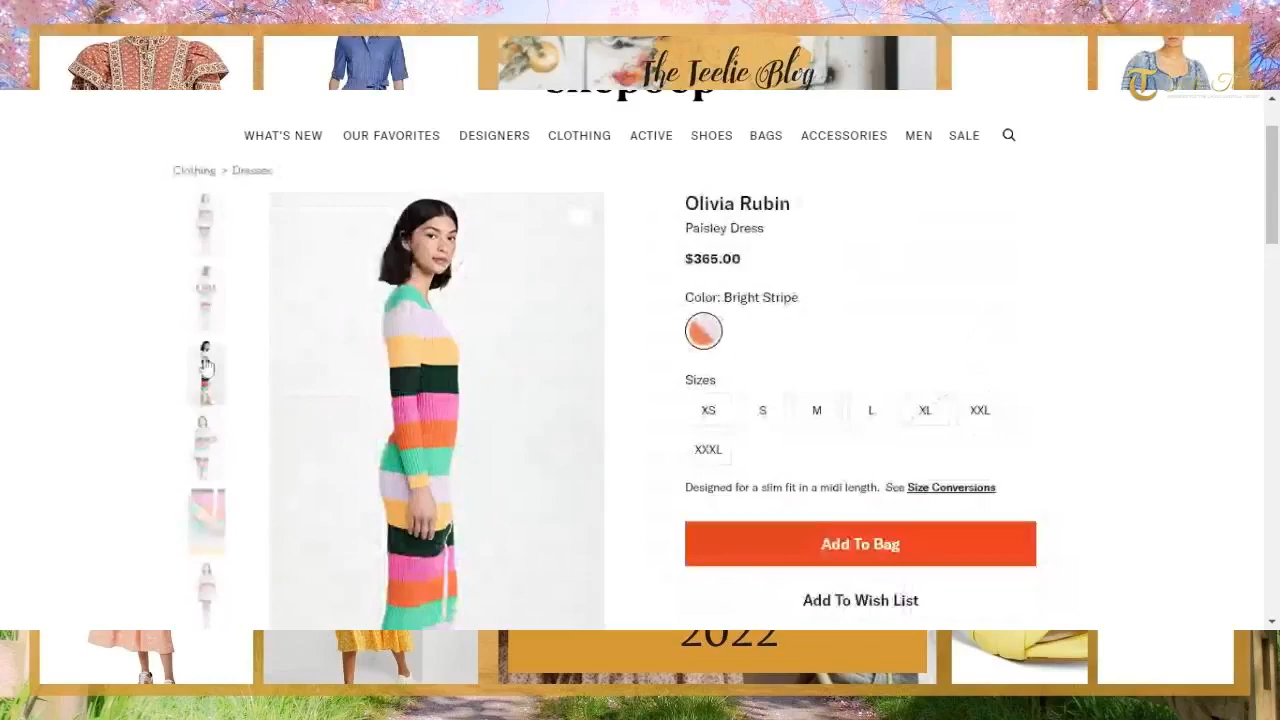 The Teelie Blog
WHAT'S NEW OUR FAVORITES DESIGNERS CLOTHING ACTIVE SHOES BAGS ACCESSORIES MEN SALE
Clothing > Dresses
Olivia Rubin
Paisley Dress
$365.00
Color: Bright Stripe
Sizes
XS S M L XL XXL
XXXL
Designed for a slim fit in a midi length. See Size Conversions
Add To Bag
Add To Wish List
2022